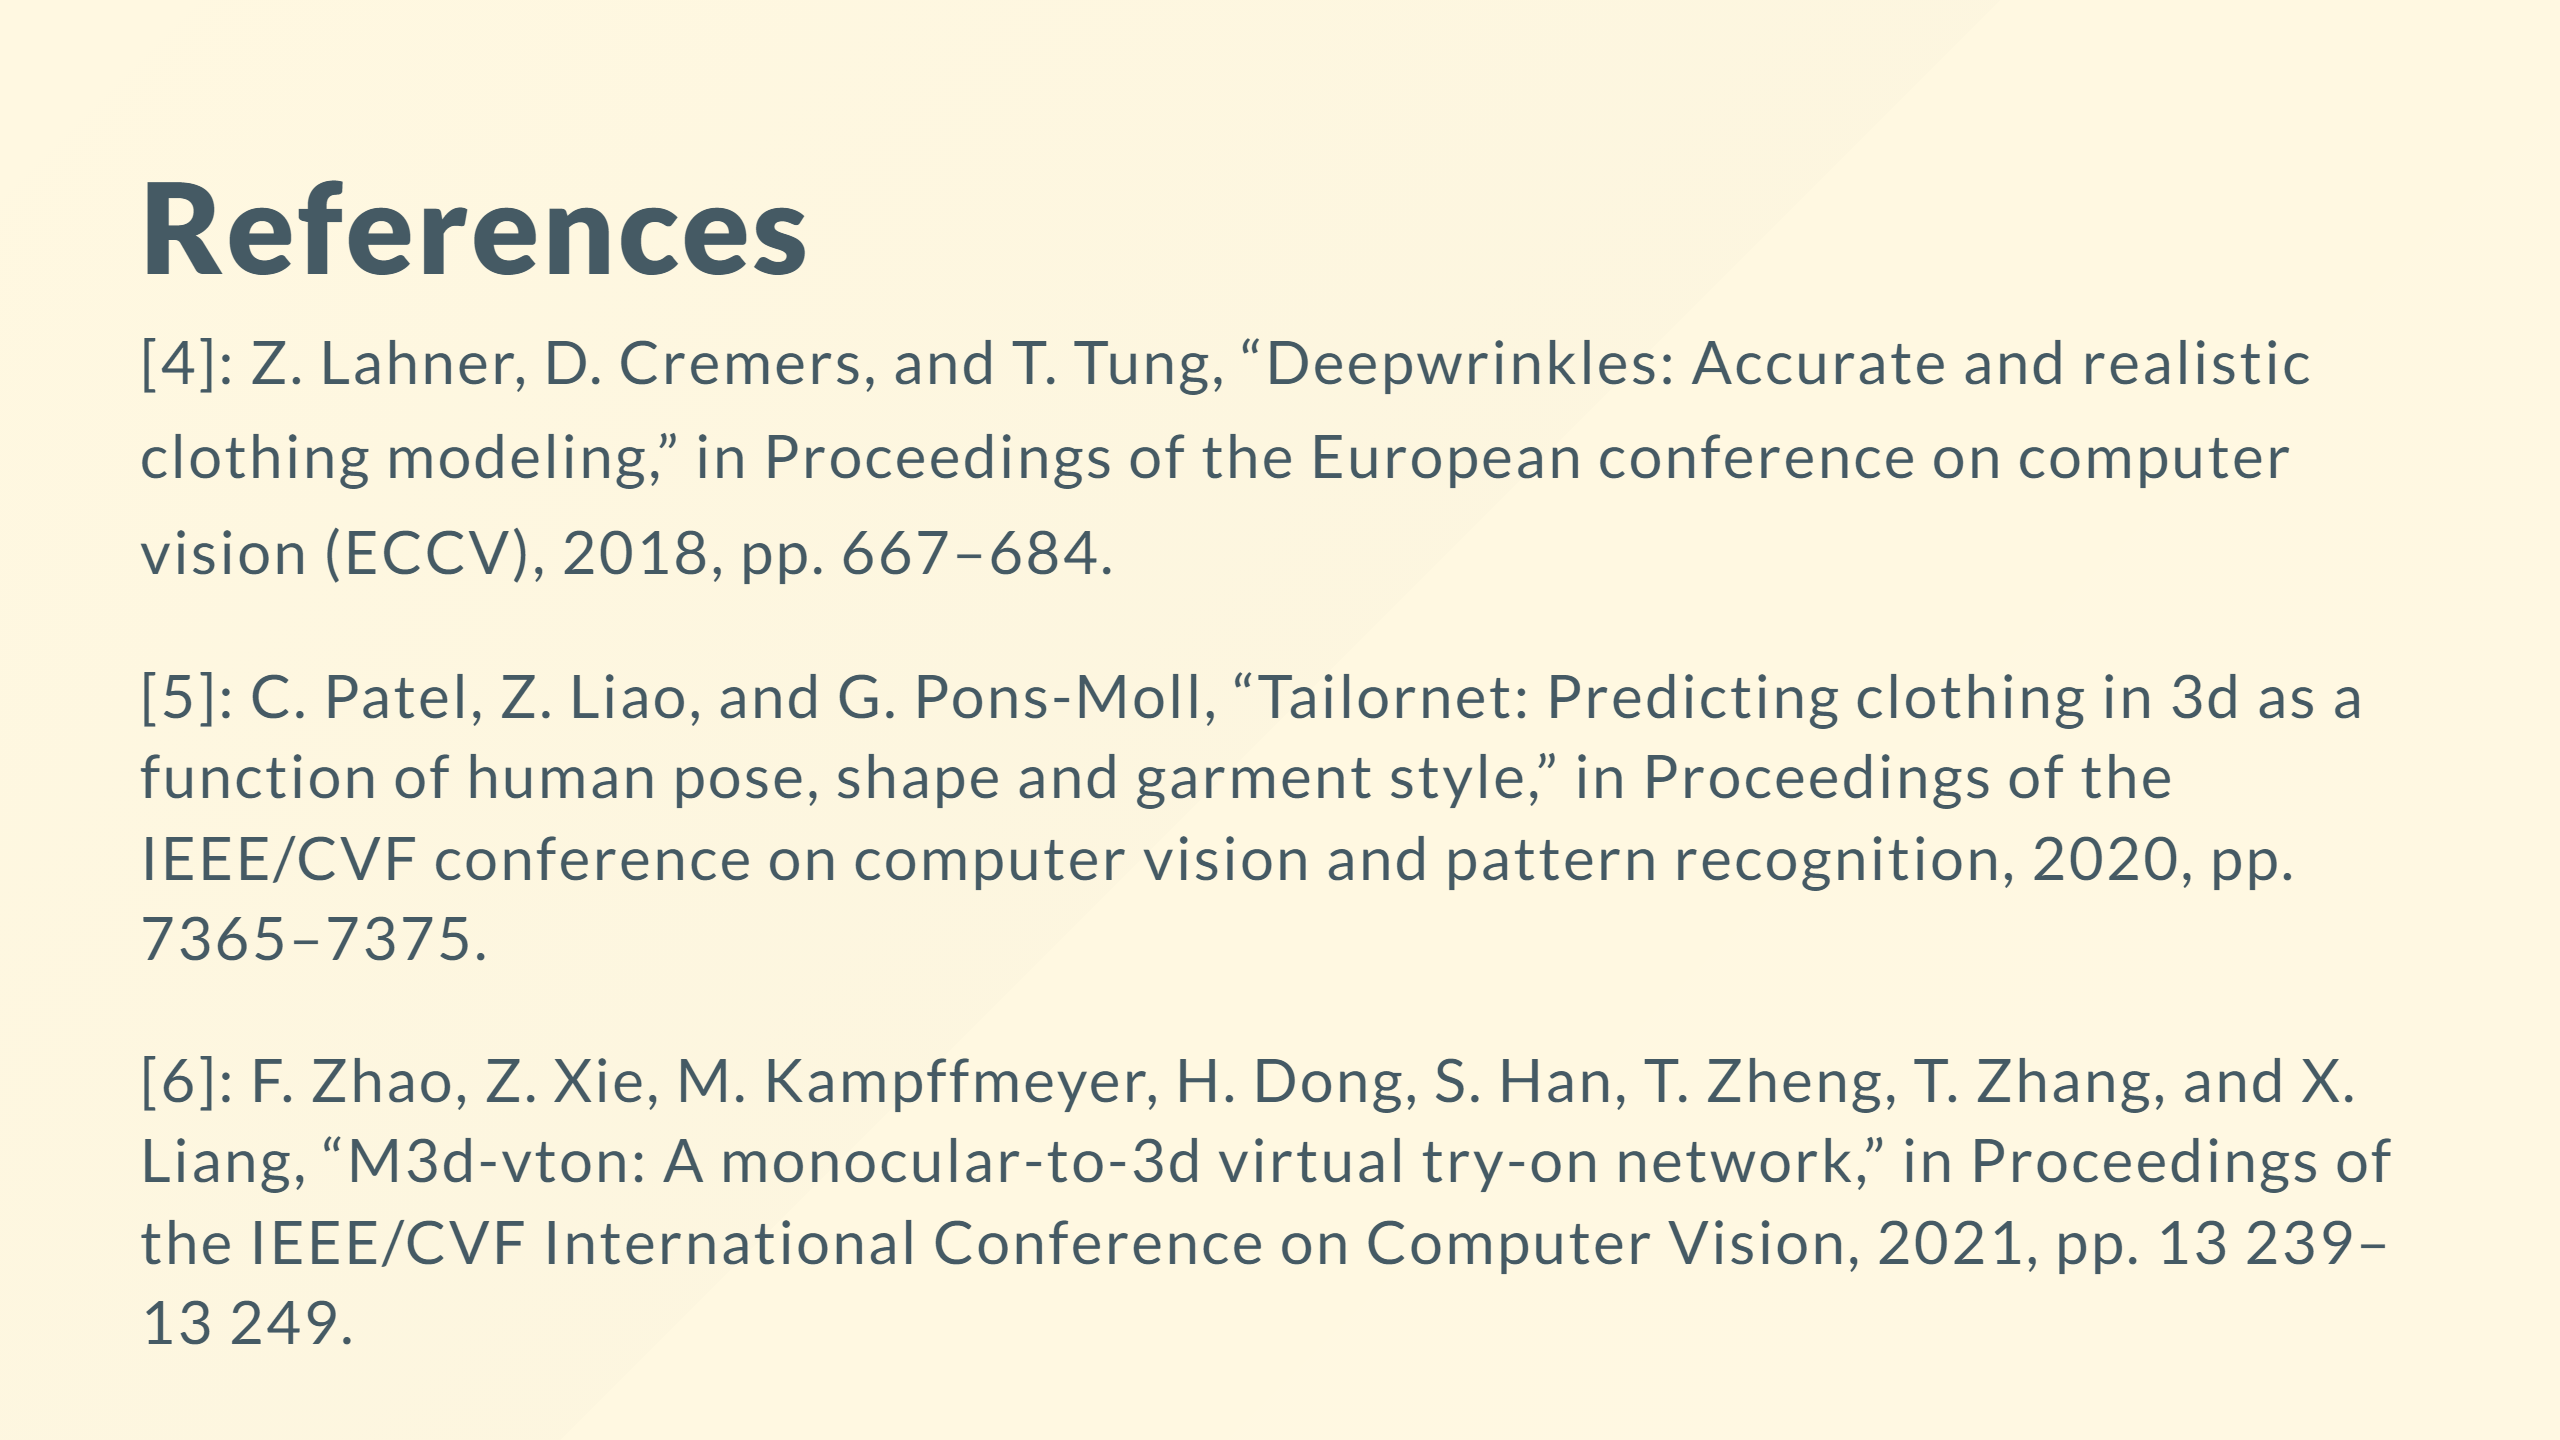 References
[4]: Z. Lahner, D. Cremers, and T. Tung, “Deepwrinkles: Accurate and realistic
clothing modeling,” in Proceedings of the European conference on computer
vision (ECCV), 2018, pp. 667–684.
[5]: C. Patel, Z. Liao, and G. Pons-Moll, “Tailornet: Predicting clothing in 3d as a
function of human pose, shape and garment style,” in Proceedings of the
IEEE/CVF conference on computer vision and pattern recognition, 2020, pp.
7365–7375.
[6]: F. Zhao, Z. Xie, M. Kampffmeyer, H. Dong, S. Han, T. Zheng, T. Zhang, and X.
Liang, “M3d-vton: A monocular-to-3d virtual try-on network,” in Proceedings of
the IEEE/CVF International Conference on Computer Vision, 2021, pp. 13 239–
13 249.